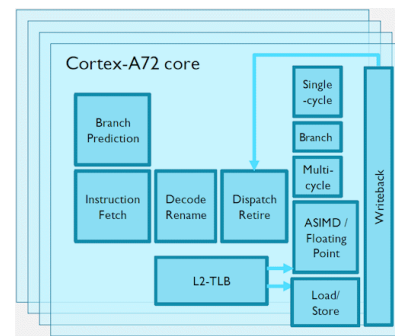 Cortex-A72 core
Branch
Prediction
Instruction
Fetch
Decode
Rename
Dispatch
Retire
Single
-cycle
Branch
Multi-
cycle
ASIMD /
Floating
Point
Load/
Store
L2-TLB
Writeback